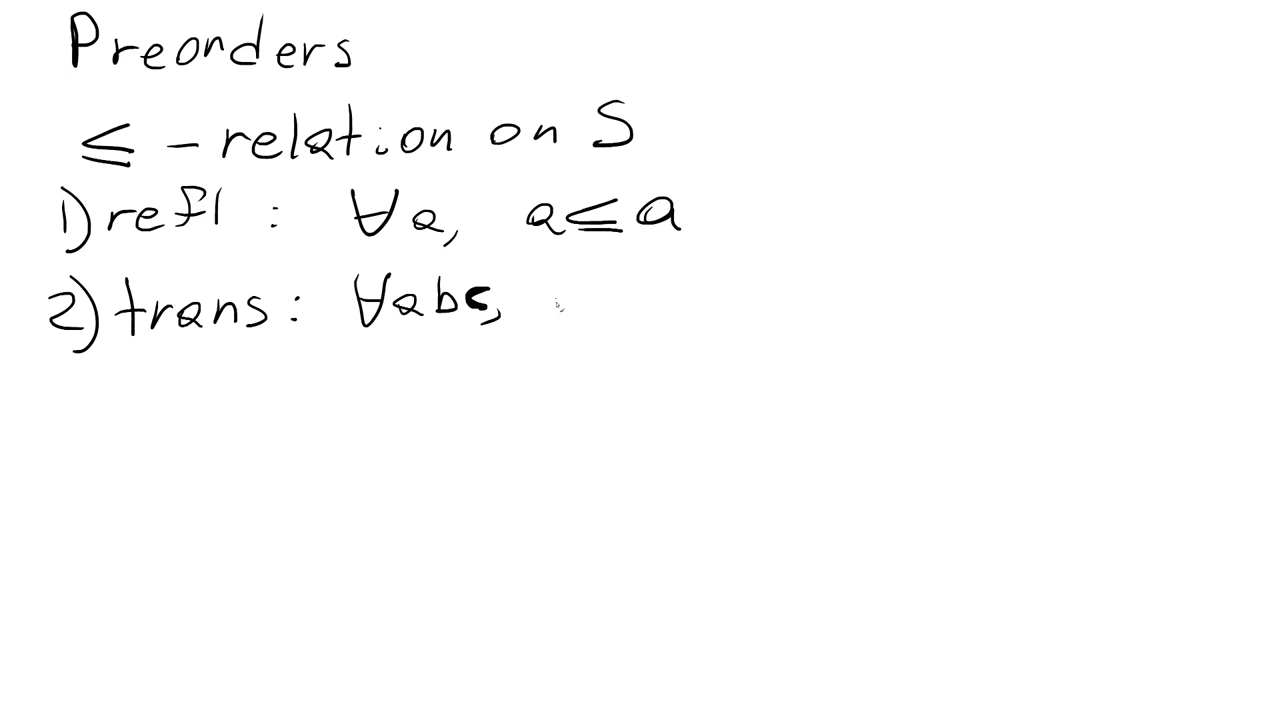 Preorders
≤ – relation on S
1) refl : ∀a, a ≤ a
2) trans : ∀abc,